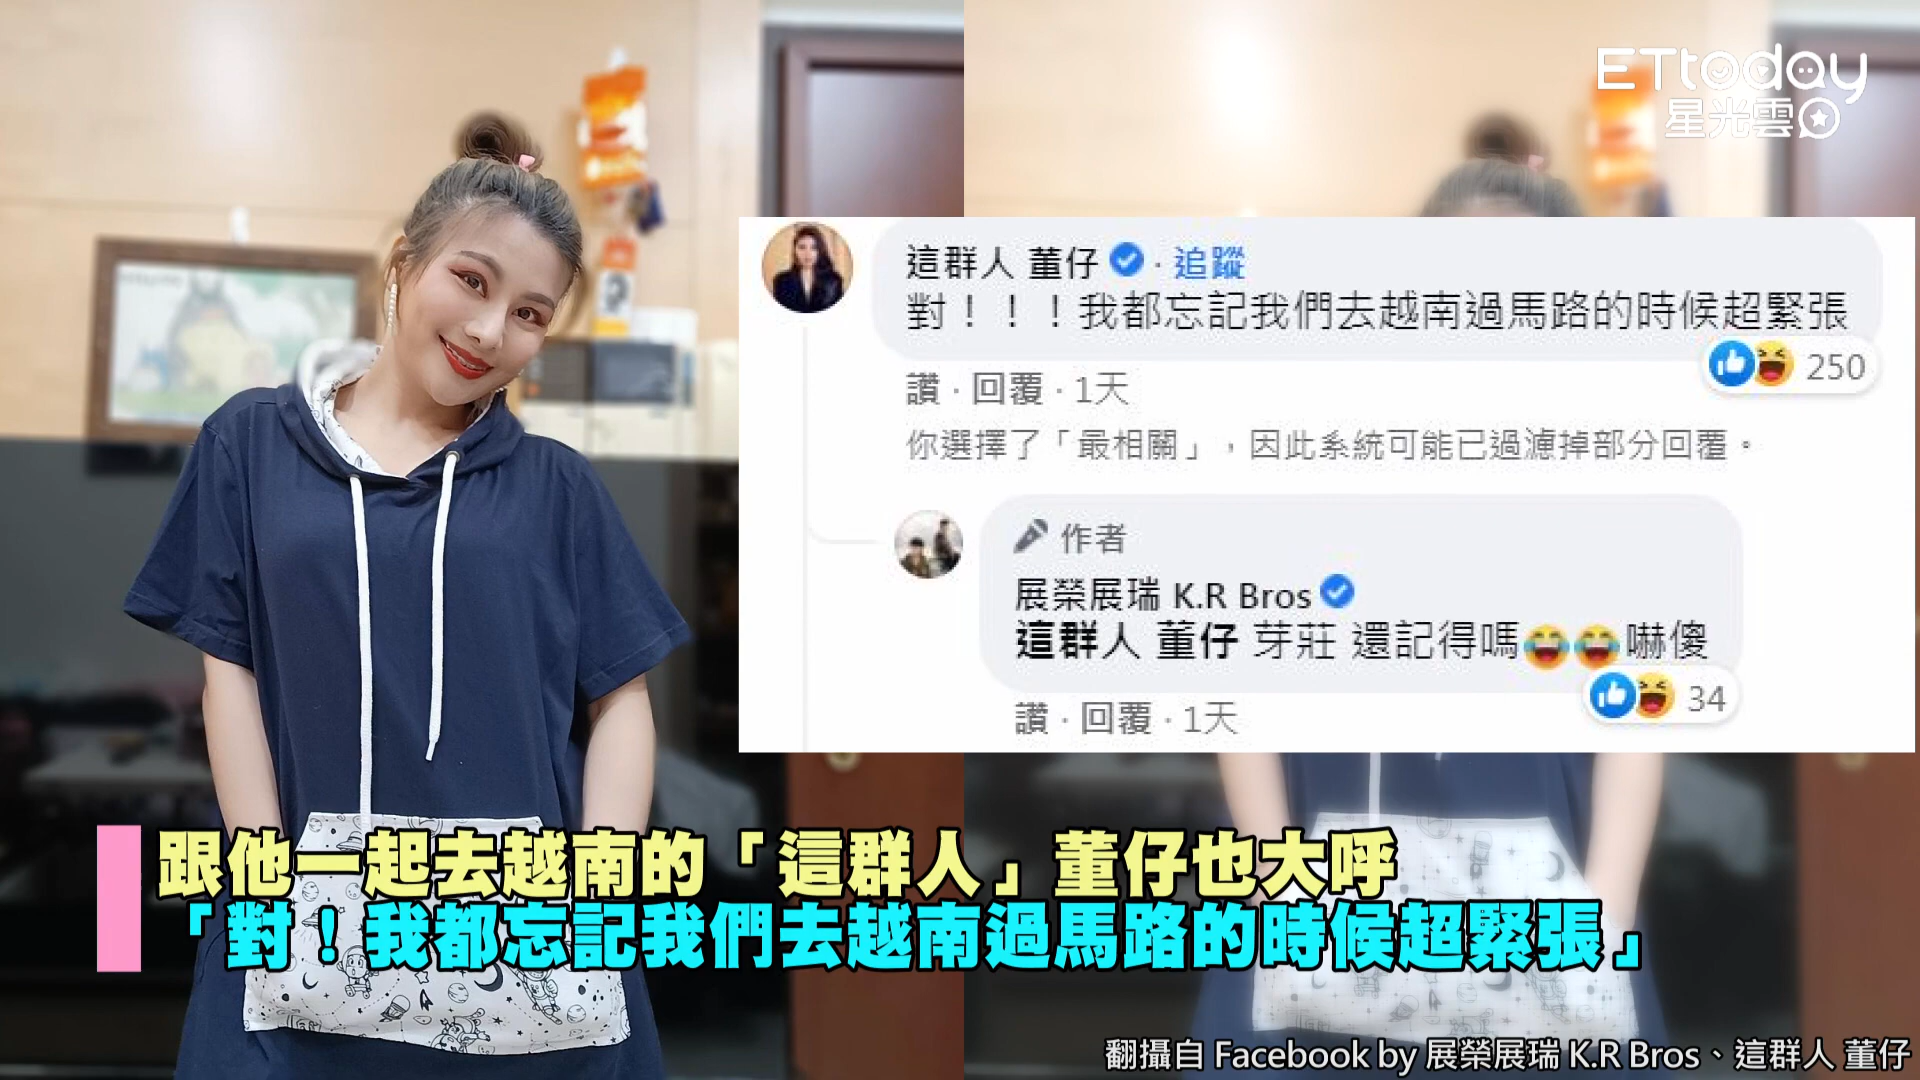 ETtoday
星光雲
這群人 董仔 · 追蹤
對！！！我都忘記我們去越南過馬路的時候超緊張
250
讚 · 回覆 · 1天
你選擇了「最相關」，因此系統可能已過濾掉部分回覆。
作者
展榮展瑞 K.R Bros
這群人 董仔 芽莊 還記得嗎😂😂嚇傻
34
讚 · 回覆 · 1天
跟他一起去越南的「這群人」董仔也大呼
「對！我都忘記我們去越南過馬路的時候超緊張」
翻攝自 Facebook by 展榮展瑞 K.R Bros、這群人 董仔